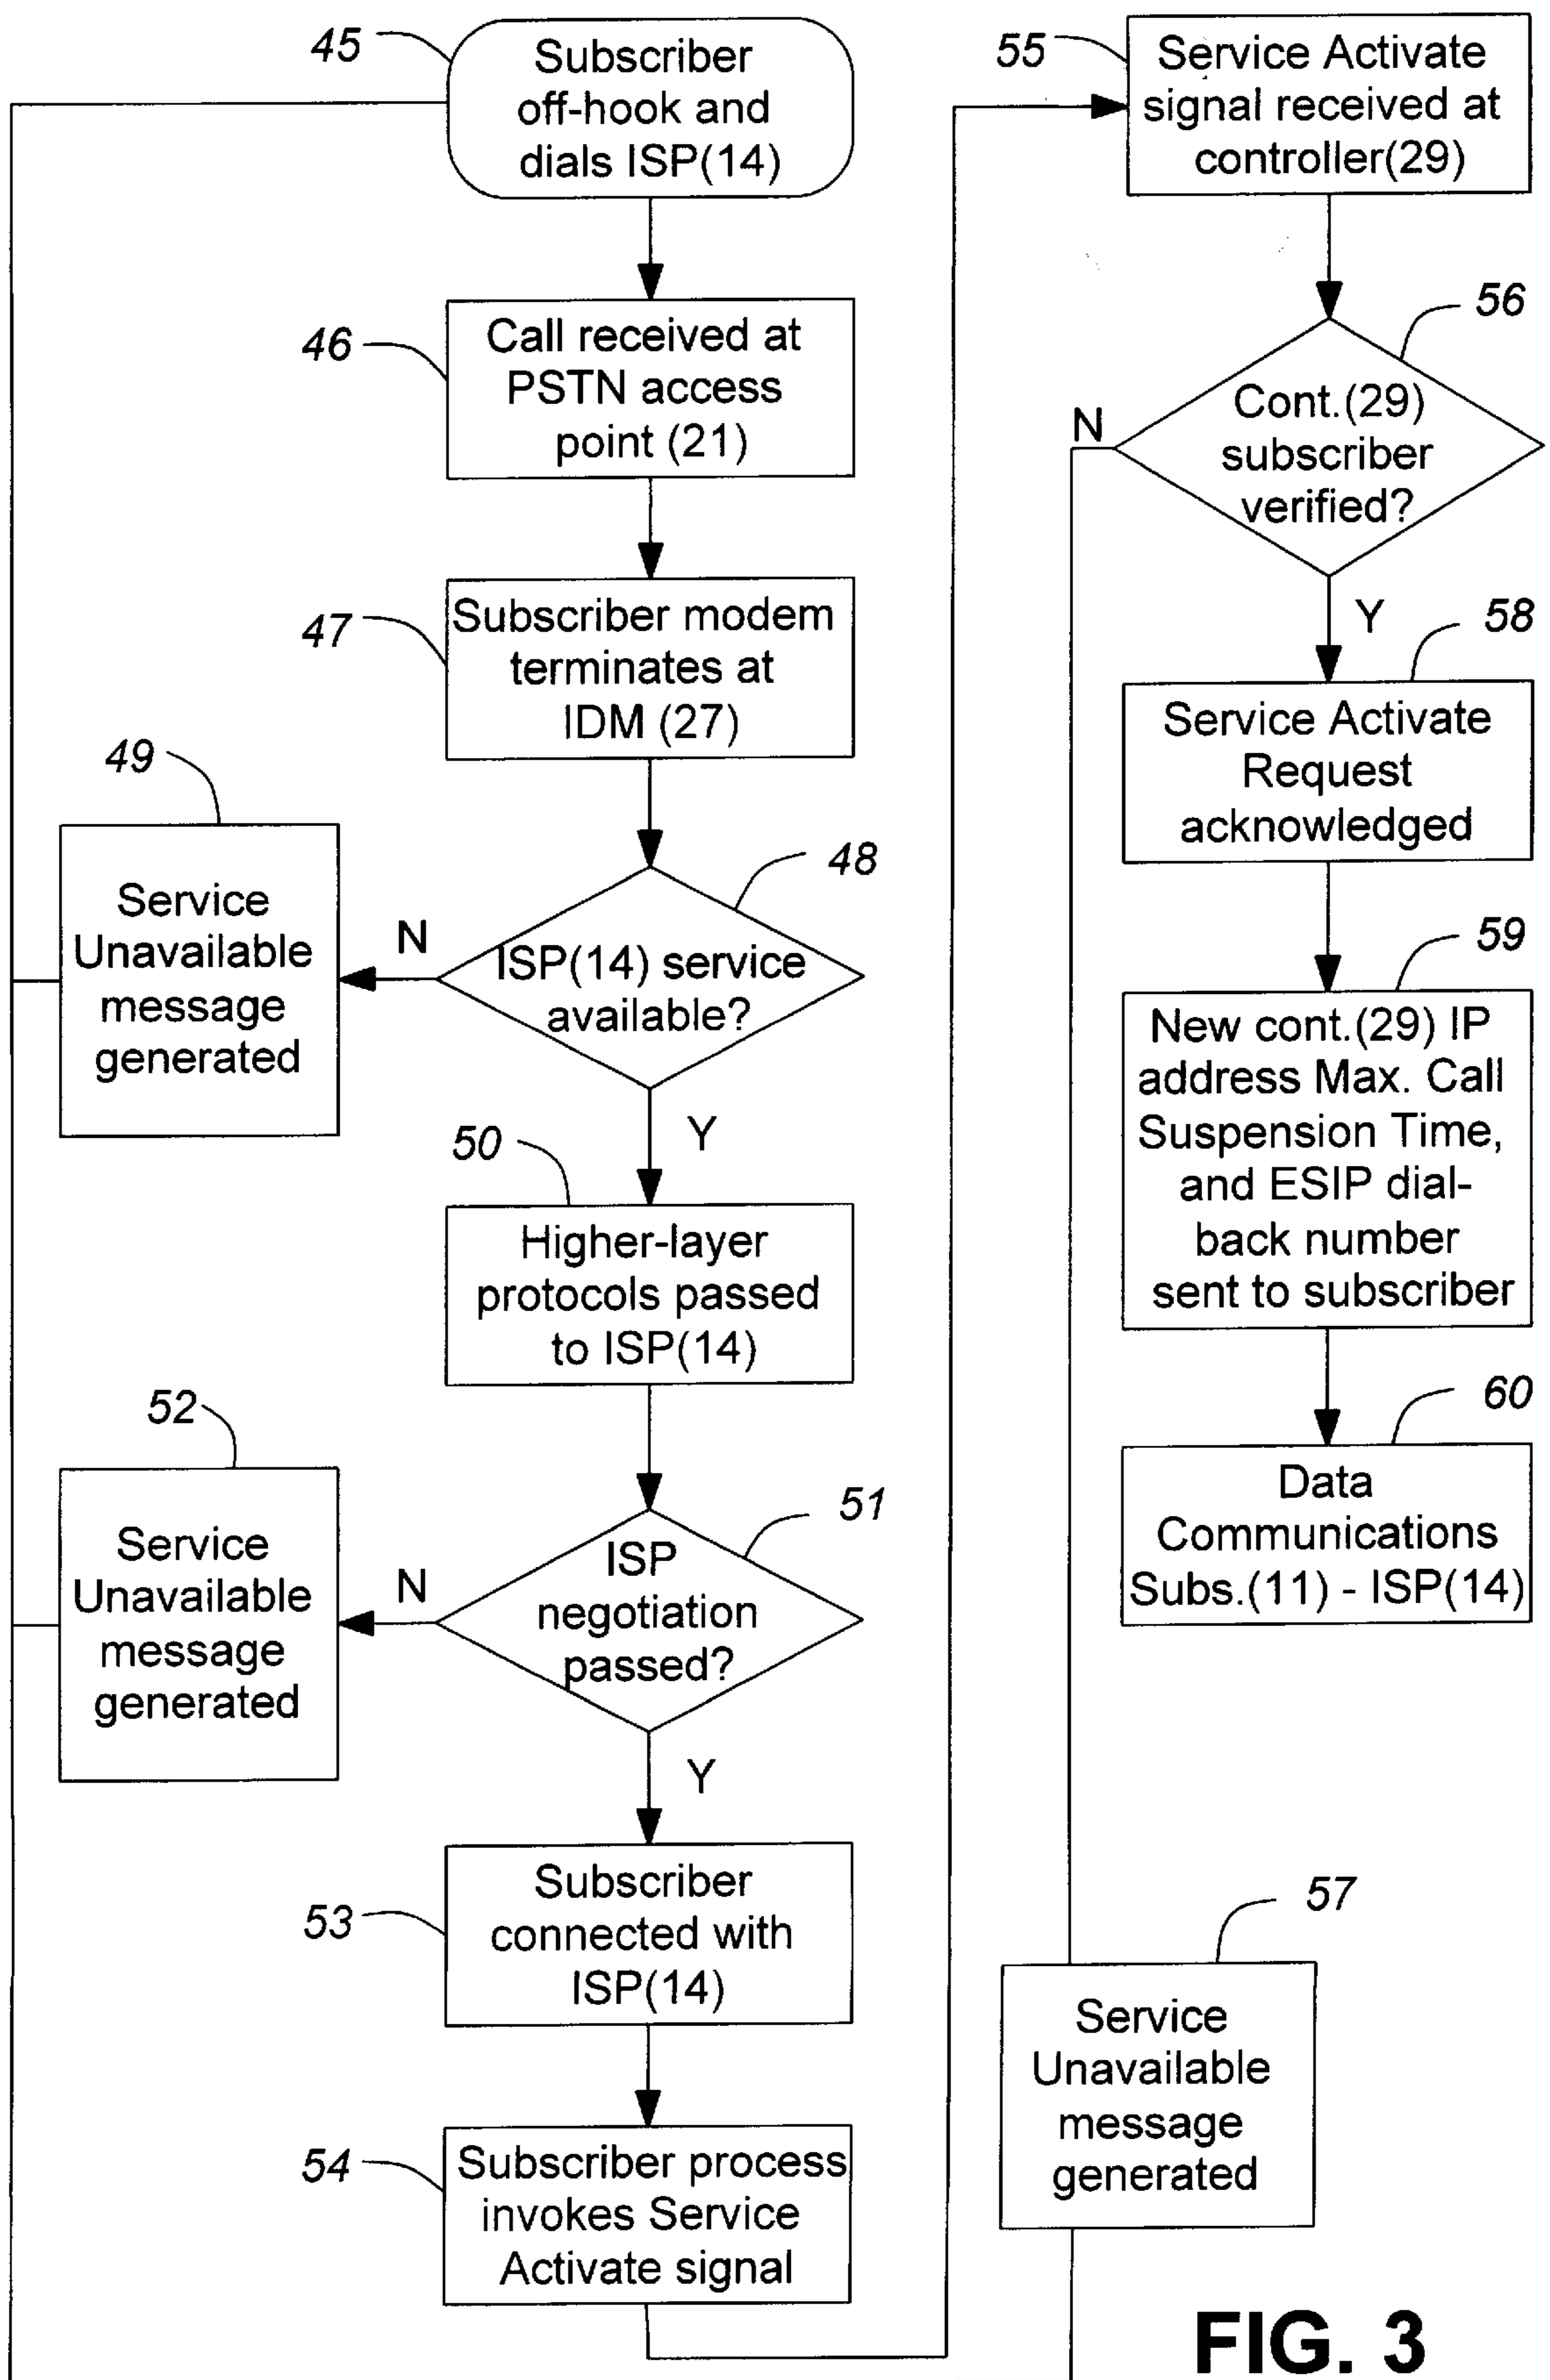 45
Subscriber
off-hook and
dials ISP(14)
46
Call received at
PSTN access
point (21)
47
Subscriber modem
terminates at
IDM (27)
48
ISP(14) service
available?
N
49
Service
Unavailable
message
generated
Y
50
Higher-layer
protocols passed
to ISP(14)
51
ISP
negotiation
passed?
N
52
Service
Unavailable
message
generated
Y
53
Subscriber
connected with
ISP(14)
54
Subscriber process
invokes Service
Activate signal
55
Service Activate
signal received at
controller(29)
56
Cont.(29)
subscriber
verified?
N
Y
58
Service Activate
Request
acknowledged
59
New cont.(29) IP
address Max. Call
Suspension Time,
and ESIP dial-
back number
sent to subscriber
60
Data
Communications
Subs.(11) - ISP(14)
57
Service
Unavailable
message
generated
FIG. 3